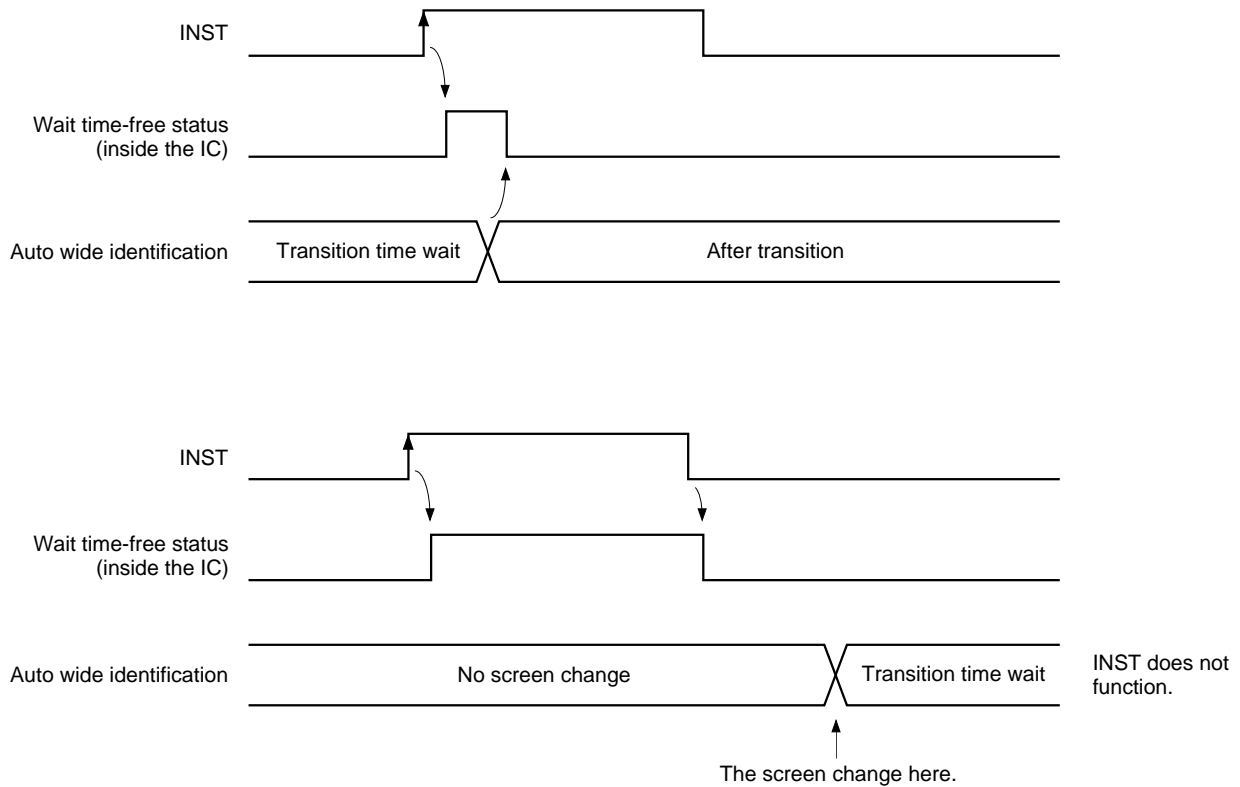 INST
Wait time-free status
(inside the IC)
Auto wide identification
Transition time wait
After transition
INST
Wait time-free status
(inside the IC)
Auto wide identification
No screen change
Transition time wait
INST does not
function.
The screen change here.